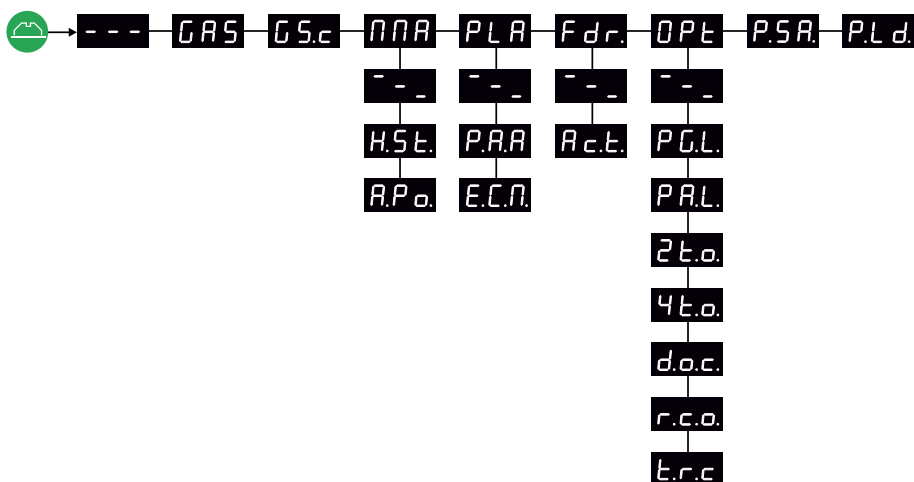 --- GAS GS.c MMA PLA Fdr. OPt P.SA. P.Ld.
¯-_ ¯-_ ¯-_ ¯-_
H.St. P.A.A Ac.t. PG.L.
A.Po. E.C.M. PA.L.
2t.o.
4t.o.
d.o.c.
r.c.o.
t.r.c